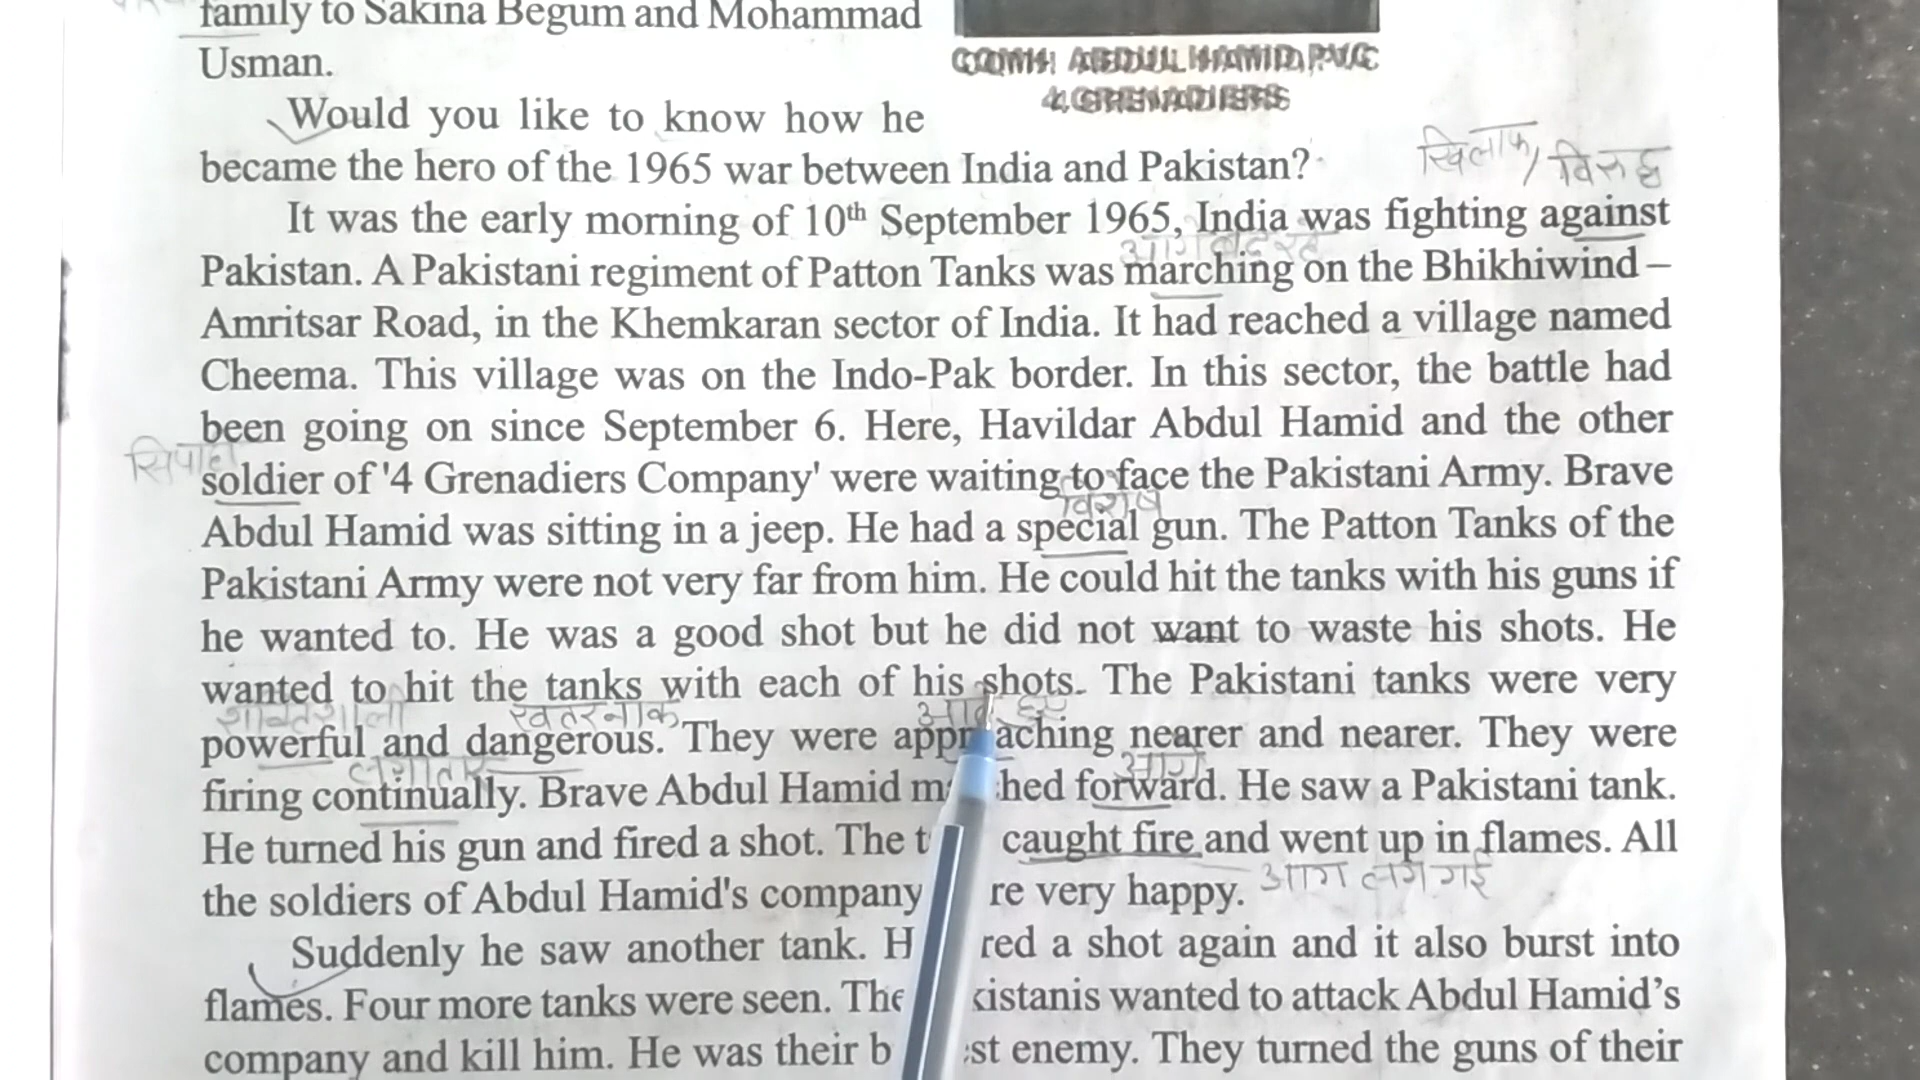 family to Sakina Begum and Mohammad
Usman.
COMH ABDUL HAMID, PVC
4 GRENADIERS
Would you like to know how he
became the hero of the 1965 war between India and Pakistan?
खिलाफ / विरुद्ध
It was the early morning of 10th September 1965, India was fighting against
आगे बढ़ रहे
Pakistan. A Pakistani regiment of Patton Tanks was marching on the Bhikhiwind –
Amritsar Road, in the Khemkaran sector of India. It had reached a village named
Cheema. This village was on the Indo-Pak border. In this sector, the battle had
been going on since September 6. Here, Havildar Abdul Hamid and the other
सिपाही
soldier of '4 Grenadiers Company' were waiting to face the Pakistani Army. Brave
विशेष
Abdul Hamid was sitting in a jeep. He had a special gun. The Patton Tanks of the
Pakistani Army were not very far from him. He could hit the tanks with his guns if
he wanted to. He was a good shot but he did not want to waste his shots. He
wanted to hit the tanks with each of his shots. The Pakistani tanks were very
शक्तिशाली खतरनाक
powerful and dangerous. They were appr aching nearer and nearer. They were
लगातार आगे
firing continually. Brave Abdul Hamid m hed forward. He saw a Pakistani tank.
He turned his gun and fired a shot. The t caught fire and went up in flames. All
the soldiers of Abdul Hamid's company re very happy. आग लग गई
Suddenly he saw another tank. H red a shot again and it also burst into
flames. Four more tanks were seen. The kistanis wanted to attack Abdul Hamid's
company and kill him. He was their b est enemy. They turned the guns of their